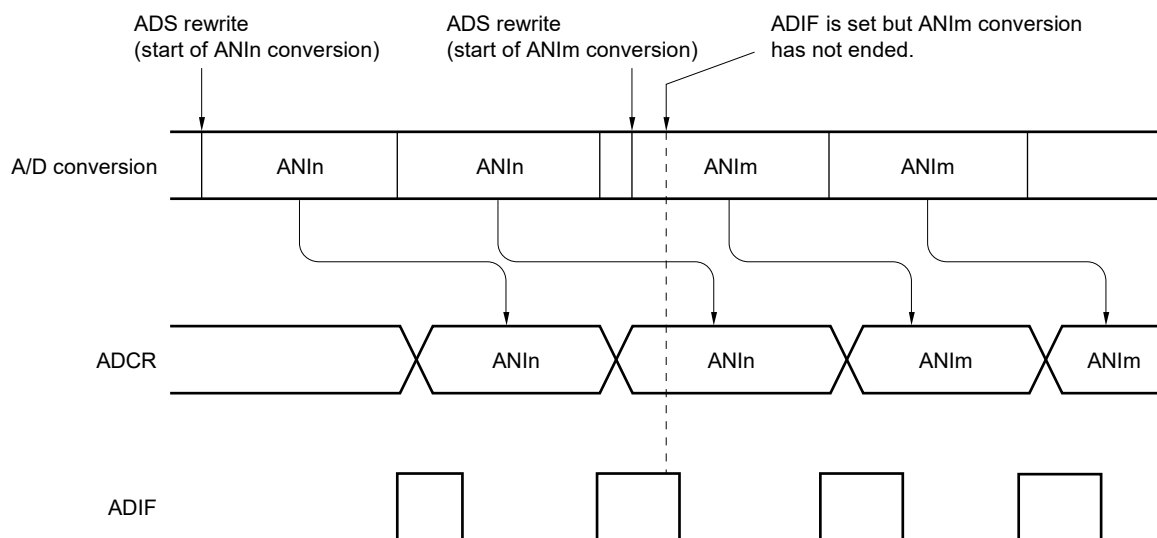 ADS rewrite
(start of ANIn conversion)
ADS rewrite
(start of ANIm conversion)
ADIF is set but ANIm conversion
has not ended.
A/D conversion
ANIn
ANIn
ANIm
ANIm
ADCR
ANIn
ANIn
ANIm
ANIm
ADIF